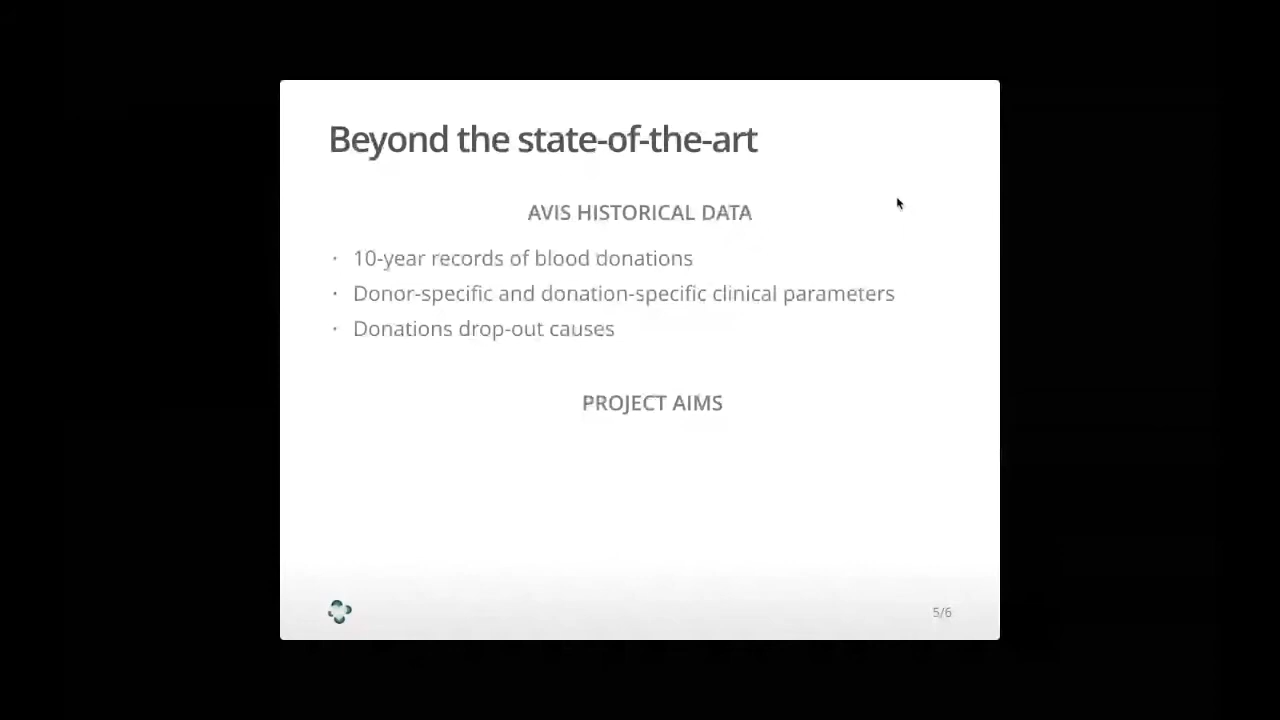 Beyond the state-of-the-art
AVIS HISTORICAL DATA
· 10-year records of blood donations
· Donor-specific and donation-specific clinical parameters
· Donations drop-out causes
PROJECT AIMS
5/6